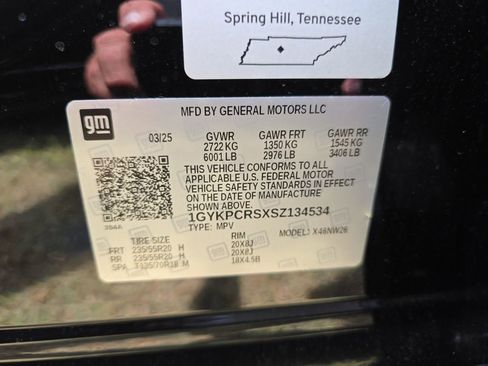 Spring Hill, Tennessee
gm
MFD BY GENERAL MOTORS LLC
03/25 GVWR GAWR FRT GAWR RR
2722 KG 1350 KG 1545 KG
6001 LB 2976 LB 3406 LB
THIS VEHICLE CONFORMS TO ALL
APPLICABLE U.S. FEDERAL MOTOR
VEHICLE SAFETY STANDARDS IN EFFECT
ON THE DATE OF MANUFACTURE SHOWN ABOVE.
1GYKPCRSXSZ134534
TYPE: MPV MODEL: X46NW26
TIRE SIZE RIM
FRT 235/55R20 H 20X8J
RR 235/55R20 H 20X8J
SPA T135/70R18 M 18X4.5B